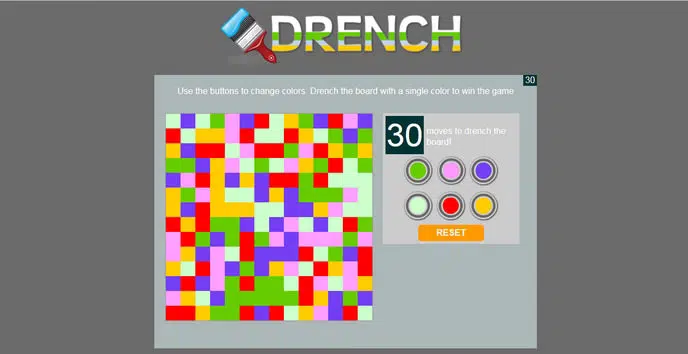 DRENCH
30
Use the buttons to change colors. Drench the board with a single color to win the game
30 moves to drench the
board!
RESET